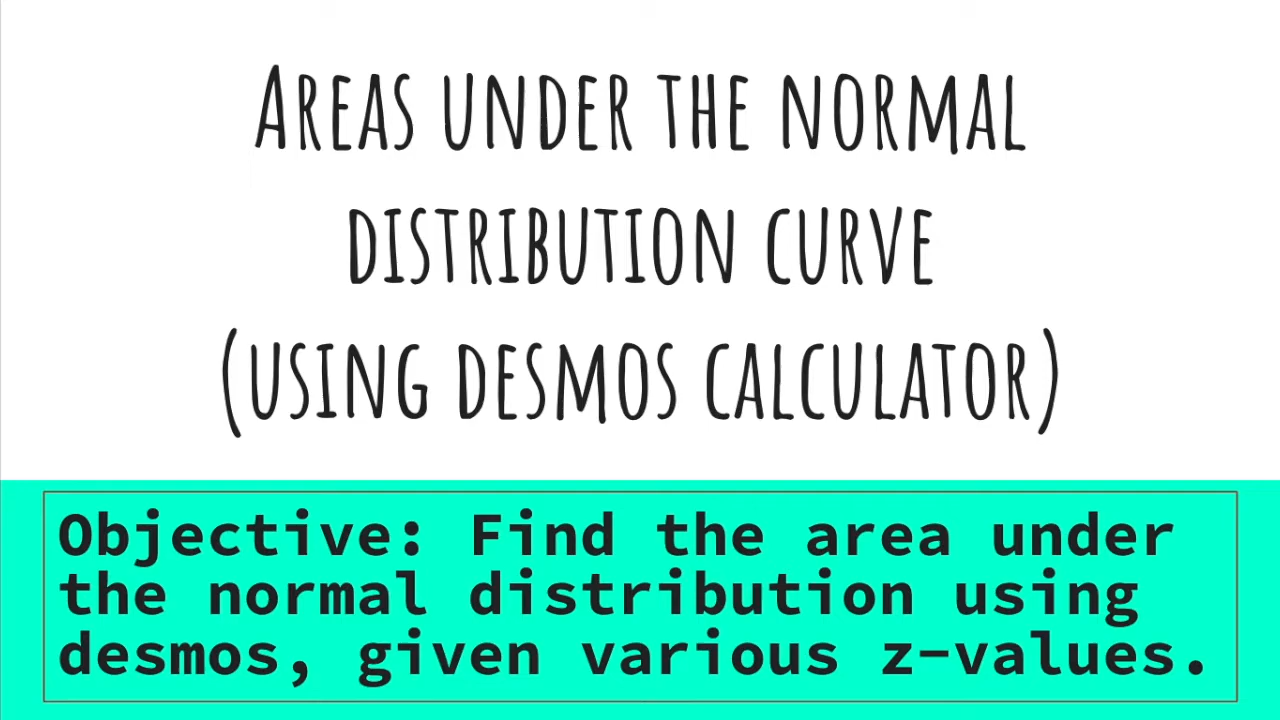 AREAS UNDER THE NORMAL
DISTRIBUTION CURVE
(USING DESMOS CALCULATOR)
Objective: Find the area under
the normal distribution using
desmos, given various z-values.